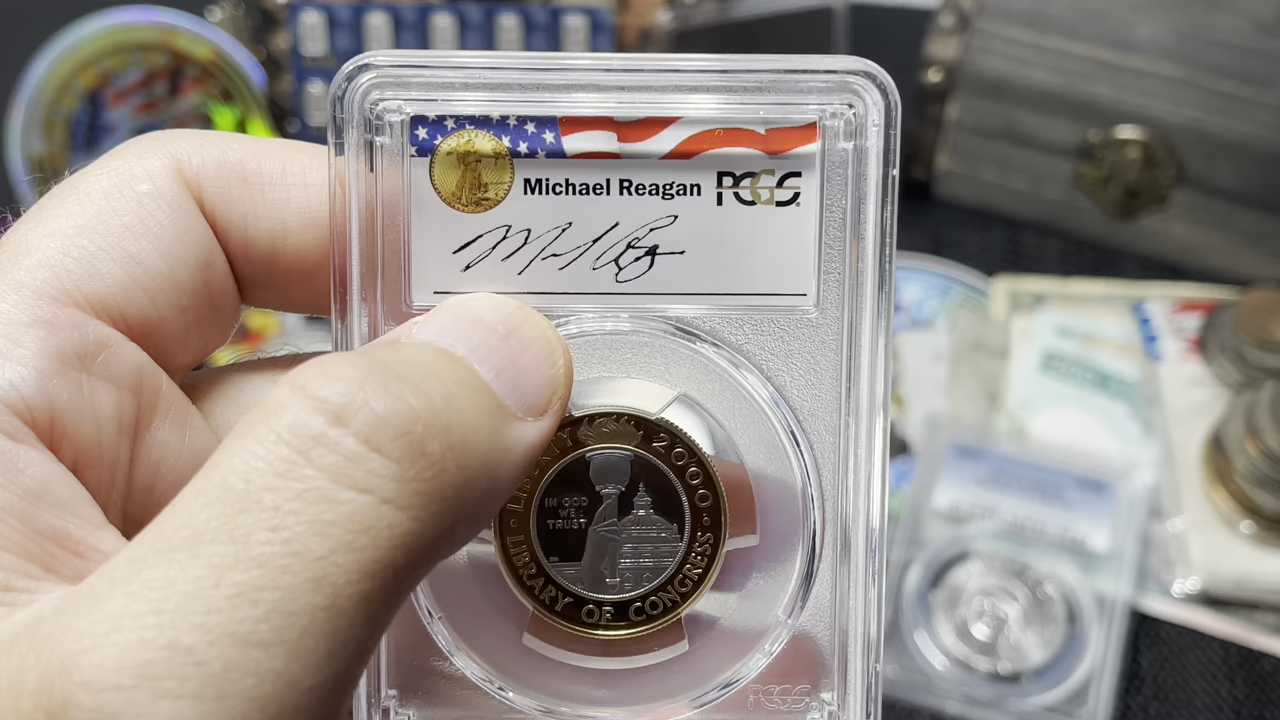 Michael Reagan PCGS
LIBERTY 2000
IN GOD
WE
TRUST
LIBRARY OF CONGRESS
PCGS